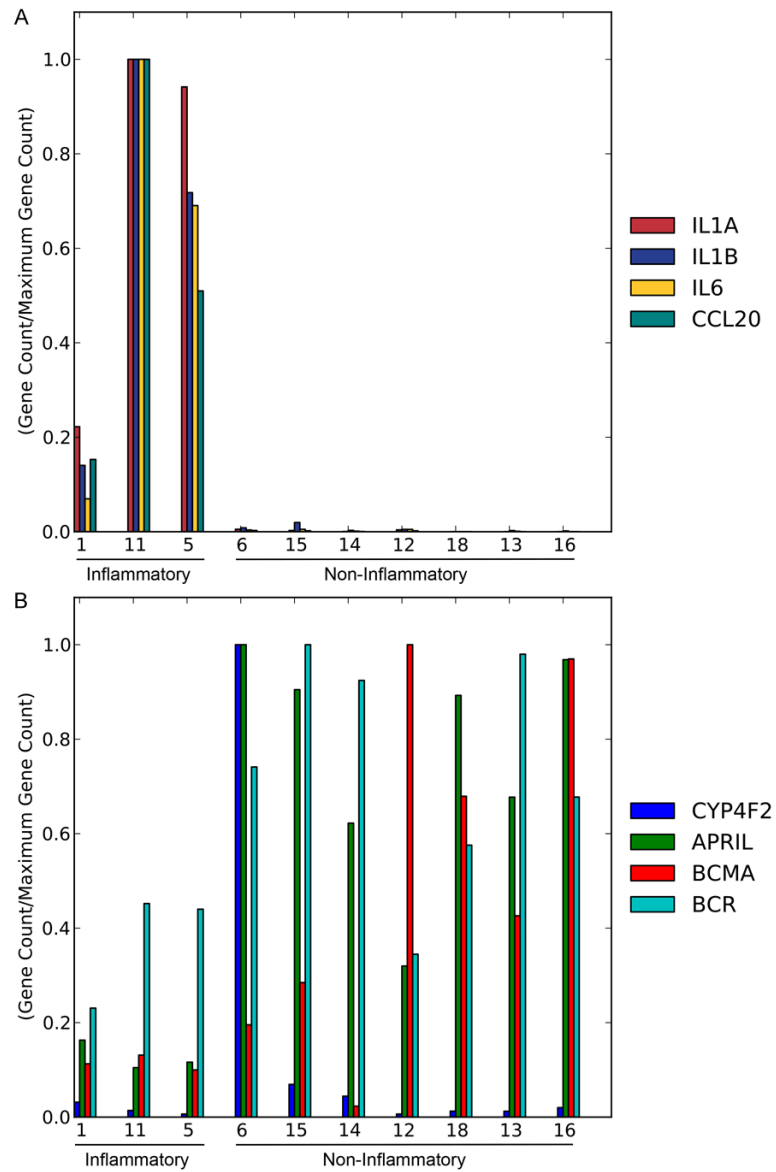 A
(Gene Count/Maximum Gene Count)
1.0
0.8
0.6
0.4
0.2
0.0
1 11 5 6 15 14 12 18 13 16
Inflammatory Non-Inflammatory
IL1A
IL1B
IL6
CCL20
B
(Gene Count/Maximum Gene Count)
1.0
0.8
0.6
0.4
0.2
0.0
1 11 5 6 15 14 12 18 13 16
Inflammatory Non-Inflammatory
CYP4F2
APRIL
BCMA
BCR